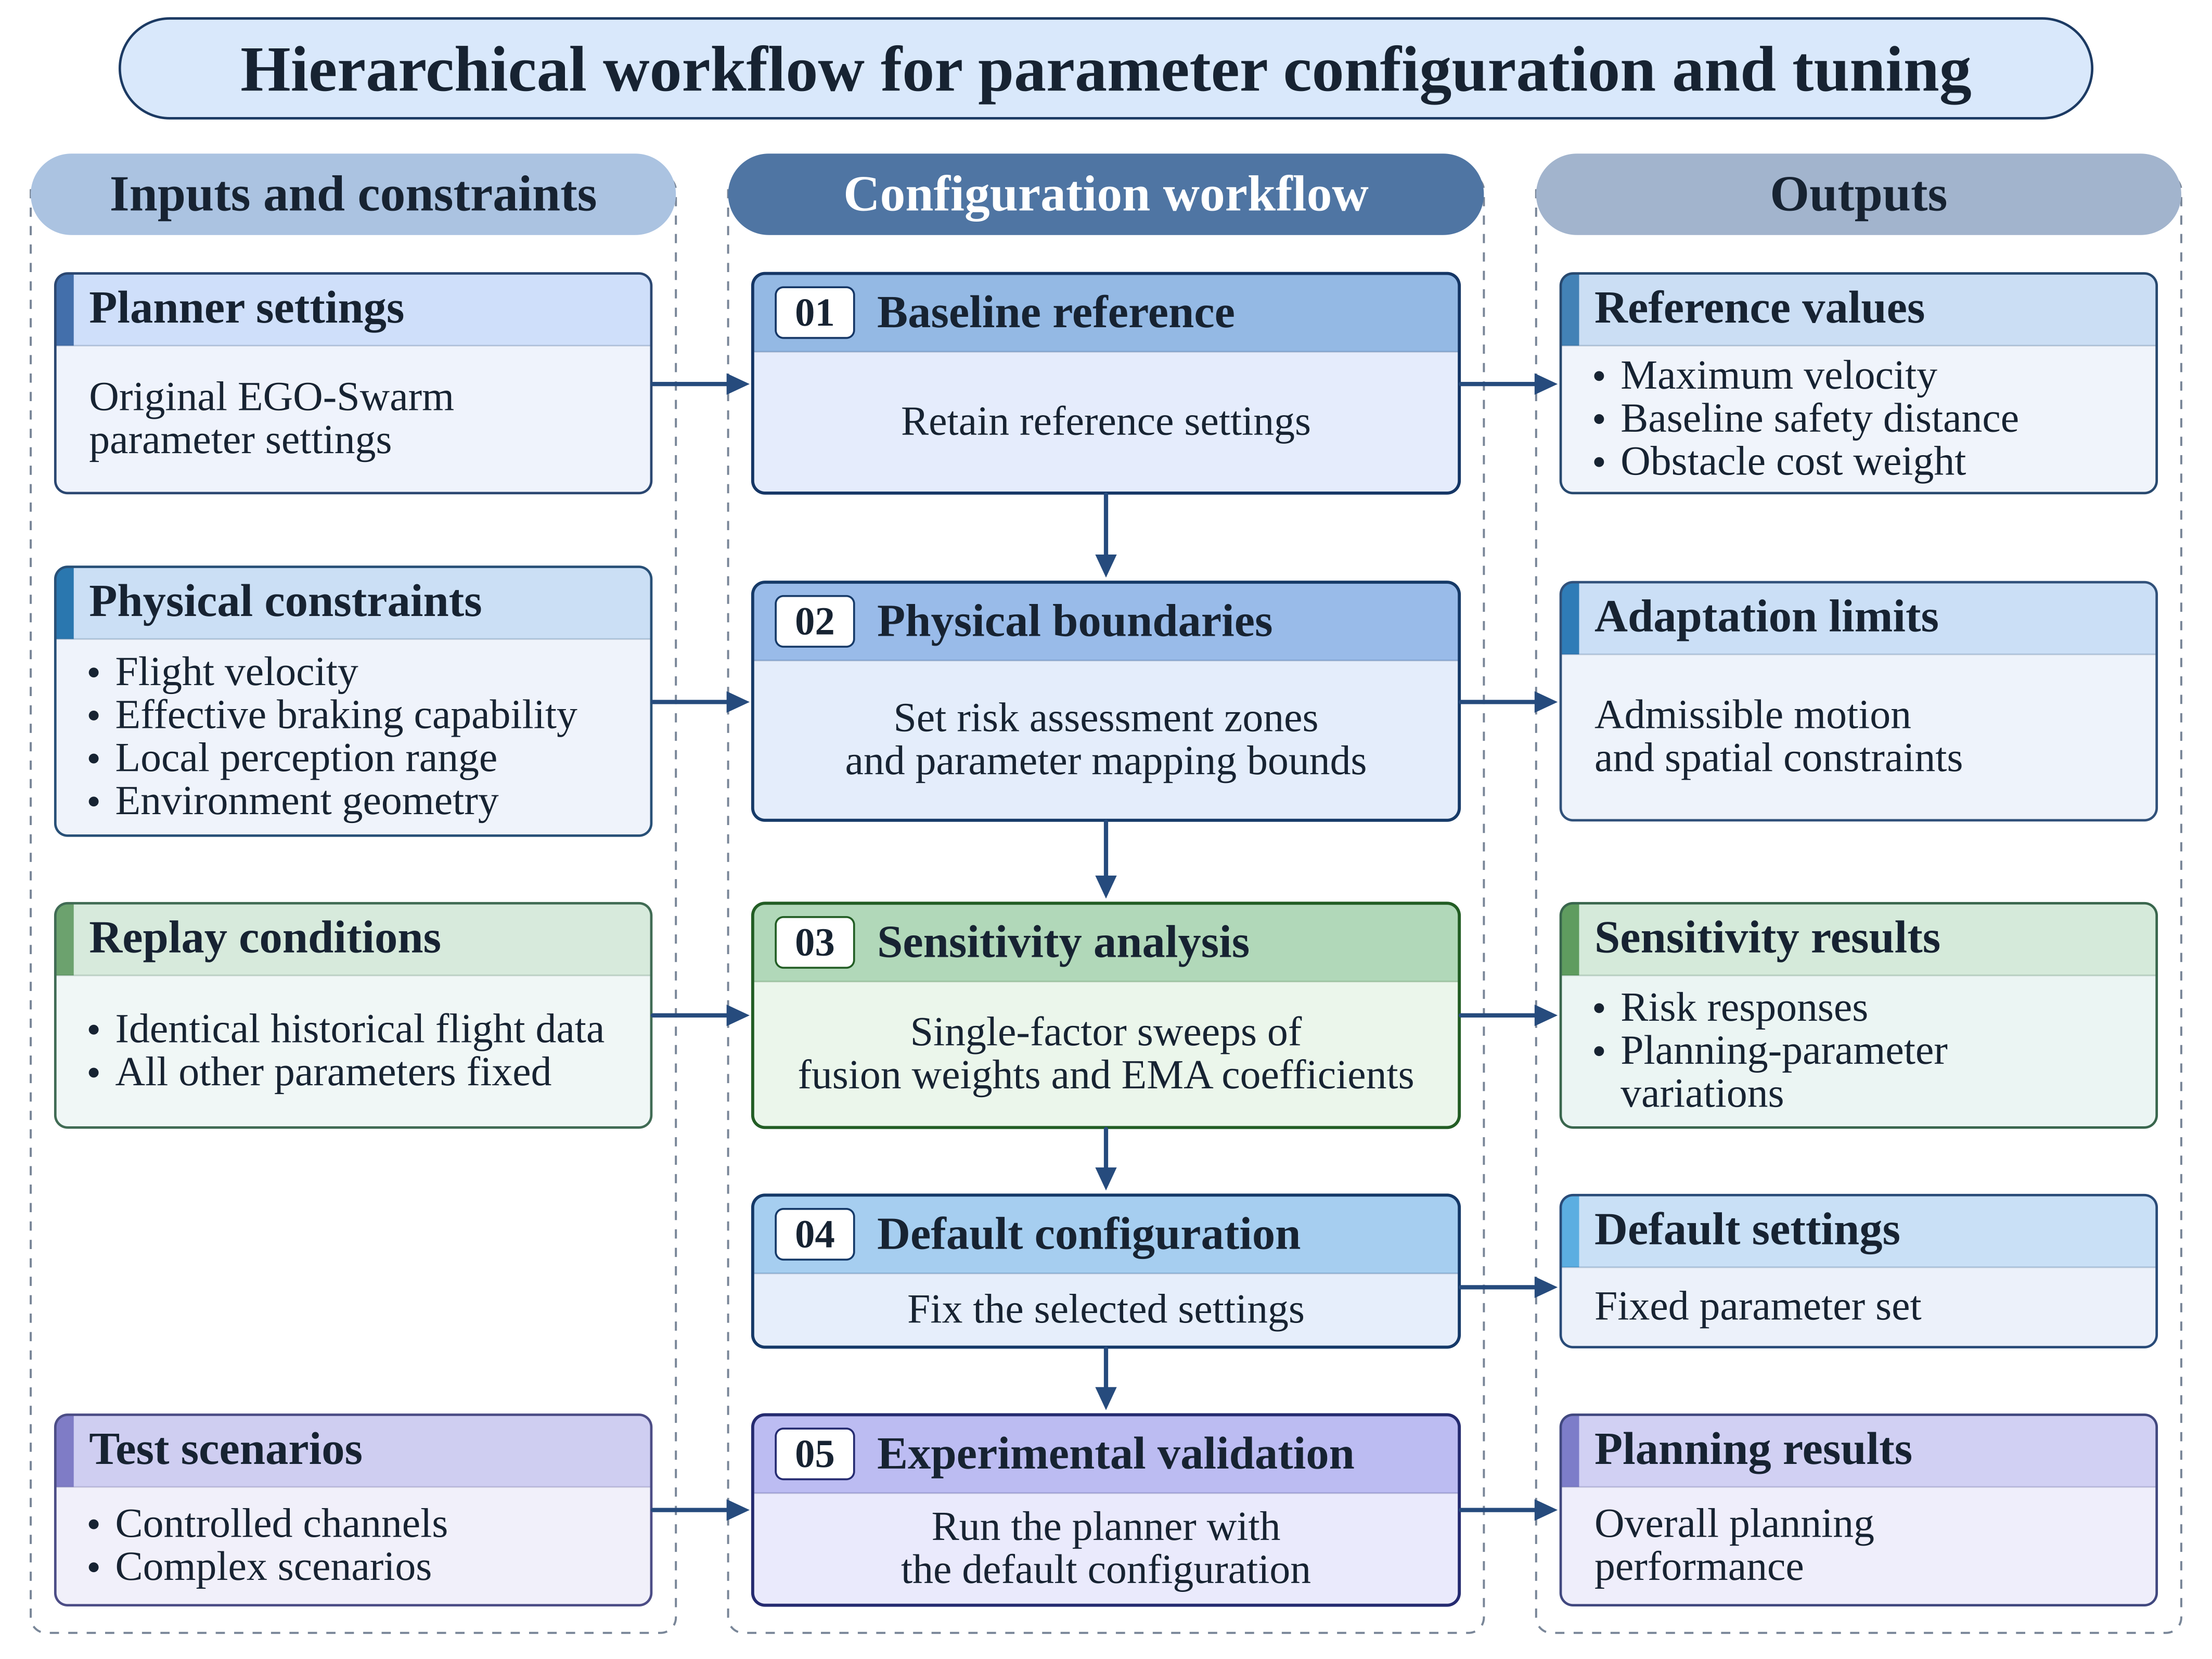 Hierarchical workflow for parameter configuration and tuning
Inputs and constraints
Planner settings
Original EGO-Swarm
parameter settings
Physical constraints
• Flight velocity
• Effective braking capability
• Local perception range
• Environment geometry
Replay conditions
• Identical historical flight data
• All other parameters fixed
Test scenarios
• Controlled channels
• Complex scenarios
Configuration workflow
01 Baseline reference
Retain reference settings
02 Physical boundaries
Set risk assessment zones
and parameter mapping bounds
03 Sensitivity analysis
Single-factor sweeps of
fusion weights and EMA coefficients
04 Default configuration
Fix the selected settings
05 Experimental validation
Run the planner with
the default configuration
Outputs
Reference values
• Maximum velocity
• Baseline safety distance
• Obstacle cost weight
Adaptation limits
Admissible motion
and spatial constraints
Sensitivity results
• Risk responses
• Planning-parameter
variations
Default settings
Fixed parameter set
Planning results
Overall planning
performance